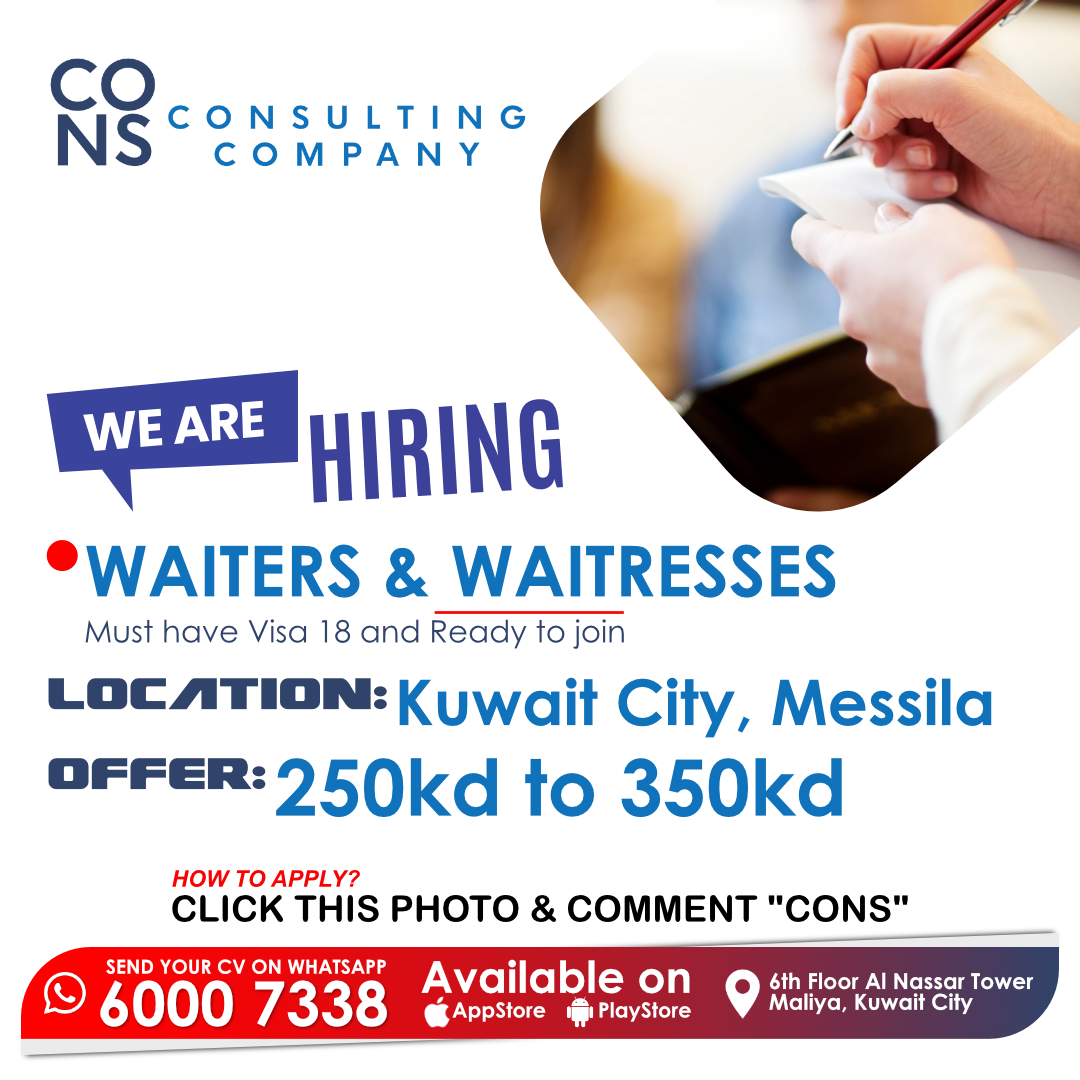 CO
NS
CONSULTING
COMPANY
WE ARE
HIRING
WAITERS & WAITRESSES
Must have Visa 18 and Ready to join
LOCATION: Kuwait City, Messila
OFFER: 250kd to 350kd
HOW TO APPLY?
CLICK THIS PHOTO & COMMENT "CONS"
SEND YOUR CV ON WHATSAPP
6000 7338
Available on
AppStore PlayStore
6th Floor Al Nassar Tower
Maliya, Kuwait City